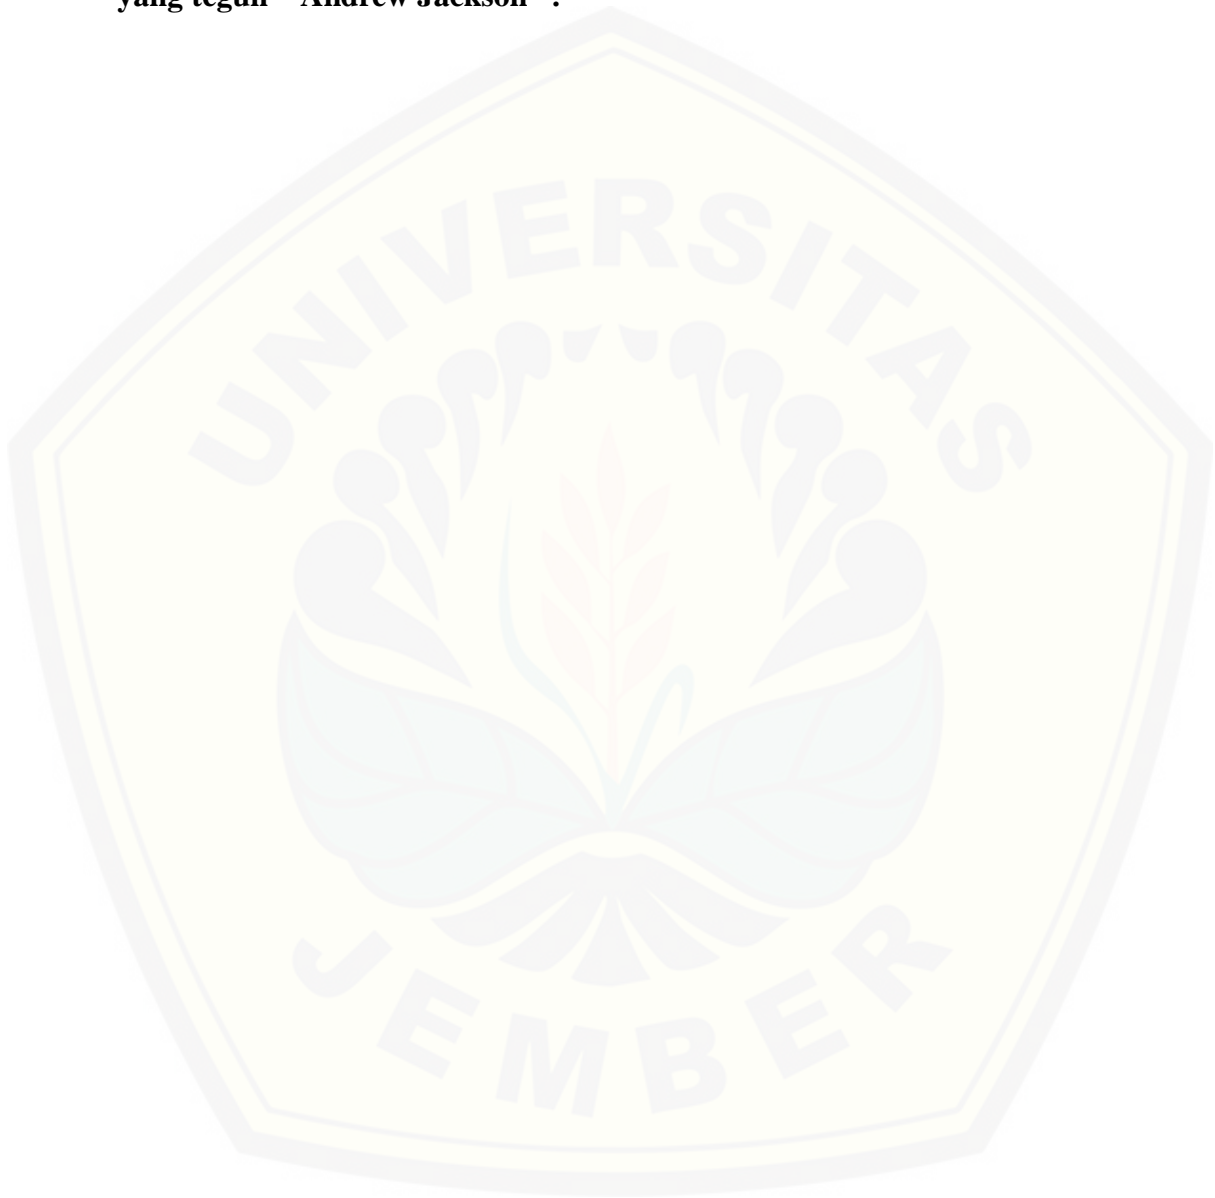 yang teguh “ Andrew Jackson “ .
UNIVERSITAS
JEMBER